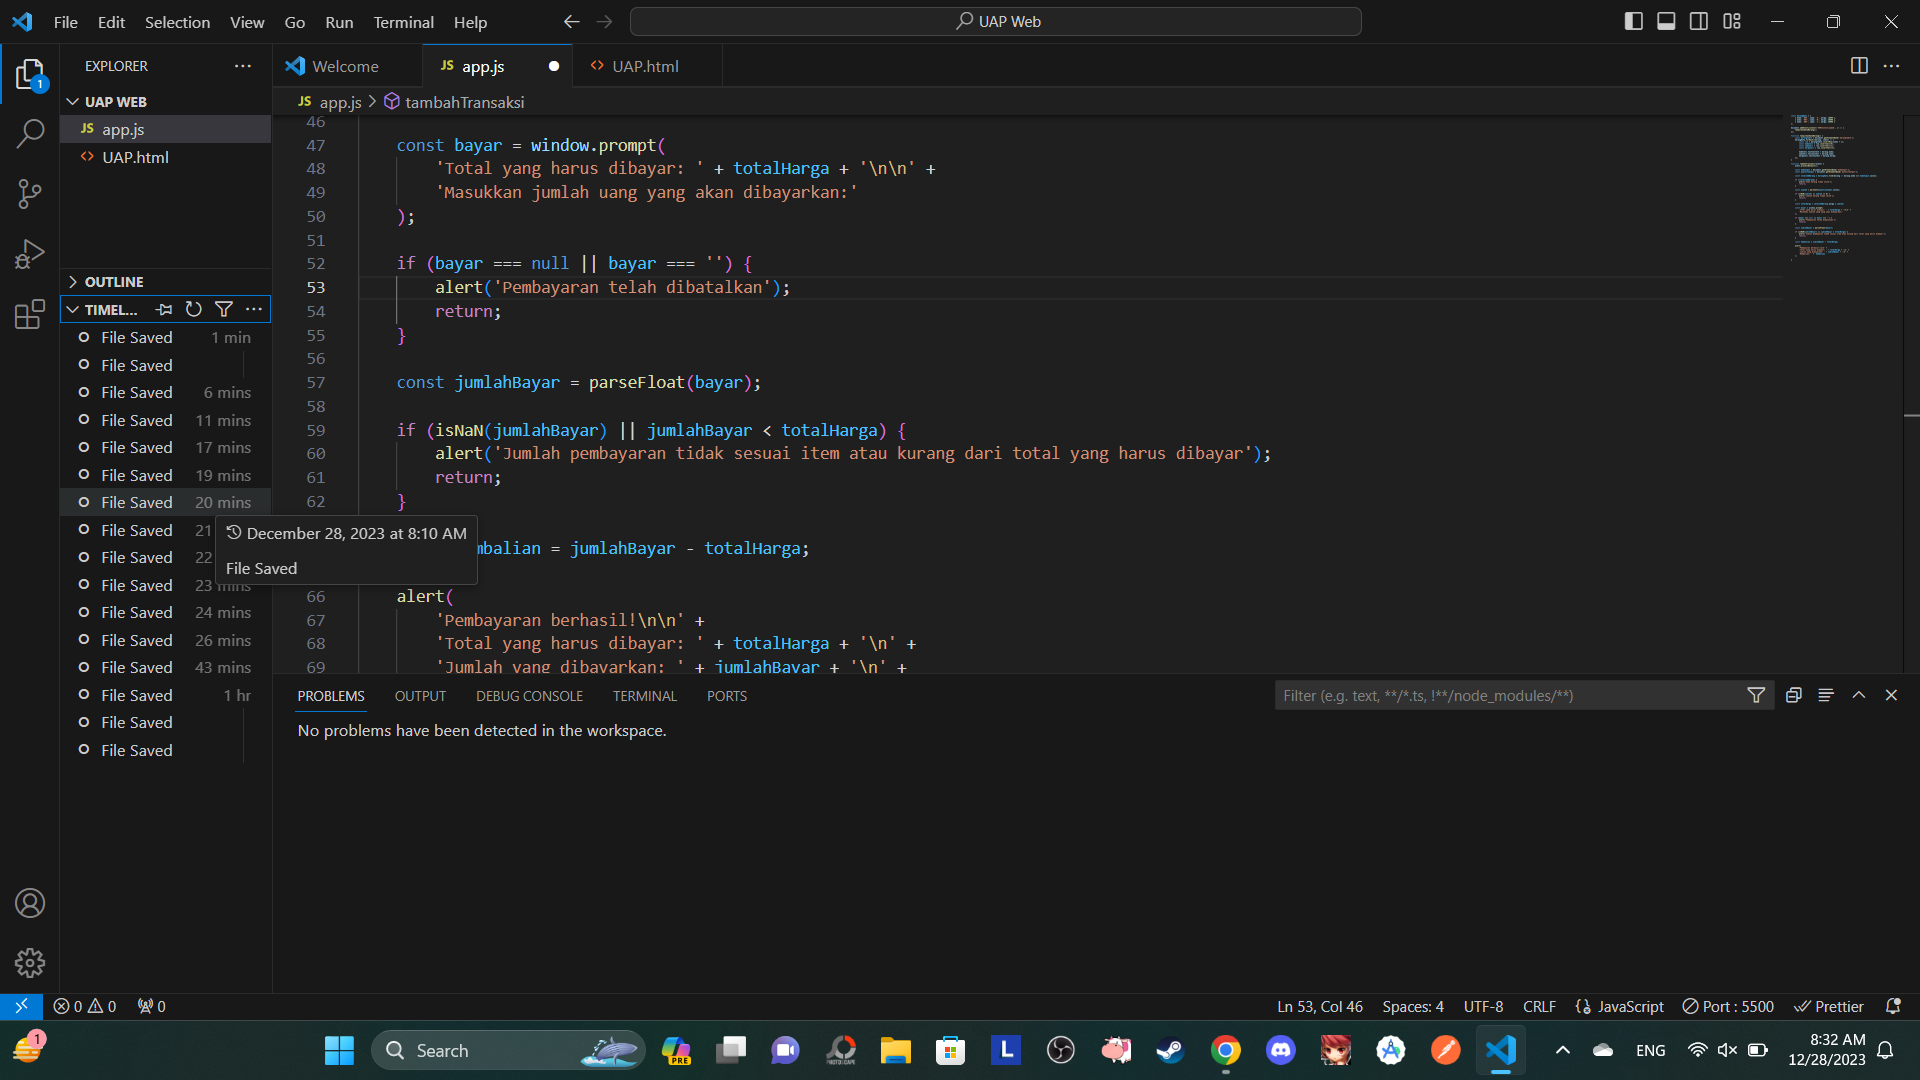 File Edit Selection View Go Run Terminal Help
UAP Web
EXPLORER
Welcome
JS app.js
UAP.html
UAP WEB
JS app.js
UAP.html
JS app.js > tambahTransaksi
46
47 const bayar = window.prompt(
48 'Total yang harus dibayar: ' + totalHarga + '\n\n' +
49 'Masukkan jumlah uang yang akan dibayarkan:'
50 );
51
52 if (bayar === null || bayar === '') {
53 alert('Pembayaran telah dibatalkan');
54 return;
55 }
56
57 const jumlahBayar = parseFloat(bayar);
58
59 if (isNaN(jumlahBayar) || jumlahBayar < totalHarga) {
60 alert('Jumlah pembayaran tidak sesuai item atau kurang dari total yang harus dibayar');
61 return;
62 }
mbalian = jumlahBayar - totalHarga;
66 alert(
67 'Pembayaran berhasil!\n\n' +
68 'Total yang harus dibayar: ' + totalHarga + '\n' +
69 'Jumlah yang dibayarkan: ' + jumlahBayar + '\n' +
OUTLINE
TIMEL...
File Saved 1 min
File Saved
File Saved 6 mins
File Saved 11 mins
File Saved 17 mins
File Saved 19 mins
File Saved 20 mins
File Saved 21
File Saved 22
File Saved 23 mins
File Saved 24 mins
File Saved 26 mins
File Saved 43 mins
File Saved 1 hr
File Saved
File Saved
December 28, 2023 at 8:10 AM
File Saved
PROBLEMS OUTPUT DEBUG CONSOLE TERMINAL PORTS
Filter (e.g. text, **/*.ts, !**/node_modules/**)
No problems have been detected in the workspace.
0 0 0
Ln 53, Col 46 Spaces: 4 UTF-8 CRLF JavaScript Port : 5500 Prettier
1
1
Search
PRE
PHOTOSCAPE
L
ENG
8:32 AM
12/28/2023